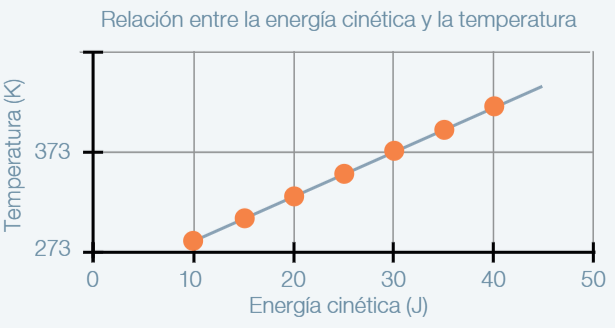 Relación entre la energía cinética y la temperatura
Temperatura (K)
373
273
0 10 20 30 40 50
Energía cinética (J)